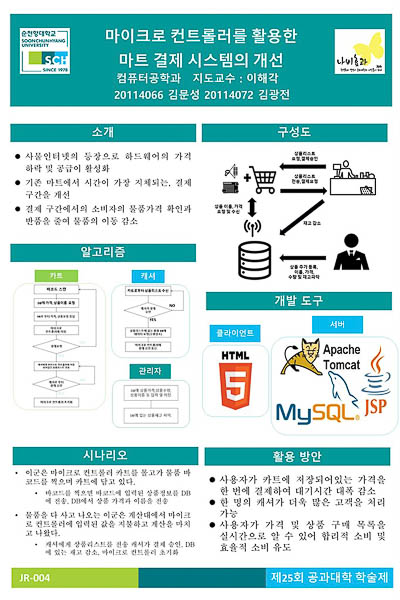 순천향대학교
SOONCHUNHYANG
UNIVERSITY
SCH
SINCE 1978
마이크로 컨트롤러를 활용한
마트 결제 시스템의 개선
컴퓨터공학과 지도교수 : 이해각
20114066 김문성 20114072 김광전
나비효과
소개
사물인터넷의 등장으로 하드웨어의 가격
하락 및 공급이 활성화
기존 마트에서 시간이 가장 지체되는, 결제
구간을 개선
결제 구간에서의 소비자의 물품가격 확인과
반품을 줄여 물품의 이동 감소
구성도
상품리스트
요청,결제승인
상품리스트
전송,결제요청
상품 이름, 가격
요청 및 수신
재고 감소
상품 추가 등록,
이름, 가격,
수량 및 재고파악
알고리즘
카트
바코드 스캔
캐셔
NO
YES
관리자
개발 도구
클라이언트
HTML
5
서버
Apache
Tomcat
MySQL®
JSP
시나리오
이군은 마이크로 컨트롤러 카트를 몰고가 물품 바
코드를 찍으며 카트에 담고 있다.
바코드를 찍으면 바코드에 입력된 상품정보를 DB
에 전송, DB에서 상품 가격과 이름을 전송
물품을 다 사고 나오는 이군은 계산대에서 마이크
로 컨트롤러에 입력된 값을 지불하고 계산을 마치
고 나왔다.
캐셔에게 상품리스트를 전송 캐셔가 결제 승인, DB
에 있는 재고 감소, 마이크로 컨트롤러 초기화
활용 방안
사용자가 카트에 저장되어있는 가격을
한 번에 결제하여 대기시간 대폭 감소
한 명의 캐셔가 더욱 많은 고객을 처리
가능
사용자가 가격 및 상품 구매 목록을
실시간으로 알 수 있어 합리적 소비 및
효율적 소비 유도
JR-004
제25회 공과대학 학술제